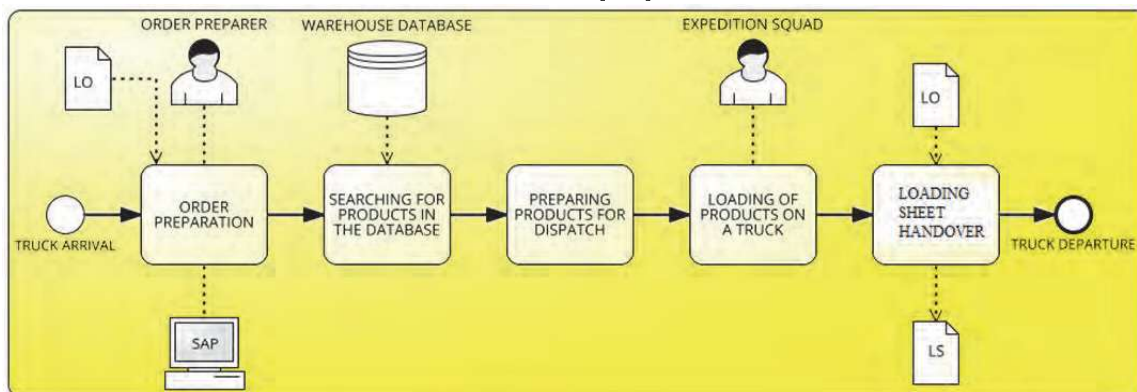 ORDER PREPARER
WAREHOUSE DATABASE
EXPEDITION SQUAD
LO
LO
TRUCK ARRIVAL
ORDER
PREPARATION
SEARCHING FOR
PRODUCTS IN
THE DATABASE
PREPARING
PRODUCTS FOR
DISPATCH
LOADING OF
PRODUCTS ON
A TRUCK
LOADING
SHEET
HANDOVER
TRUCK DEPARTURE
SAP
LS